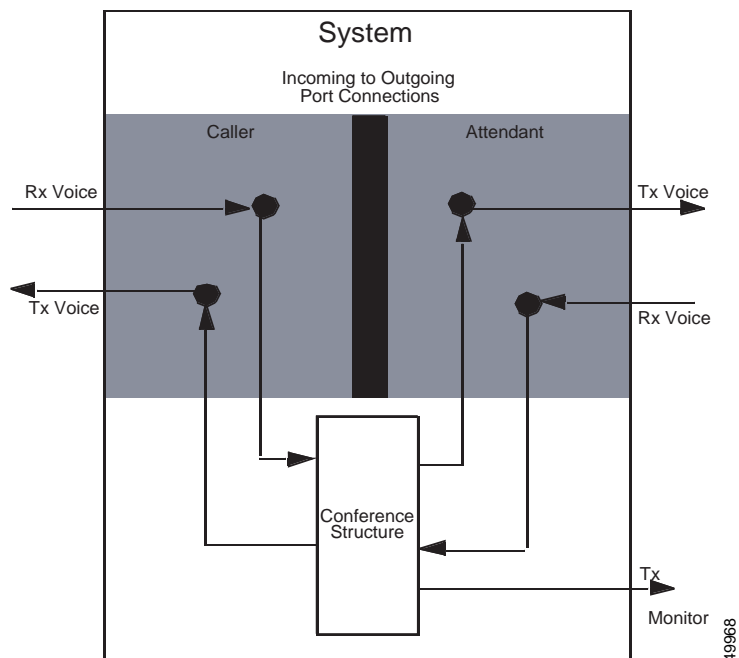 System
Incoming to Outgoing
Port Connections
Caller
Attendant
Rx Voice
Tx Voice
Tx Voice
Rx Voice
Conference
Structure
Tx
Monitor
49968